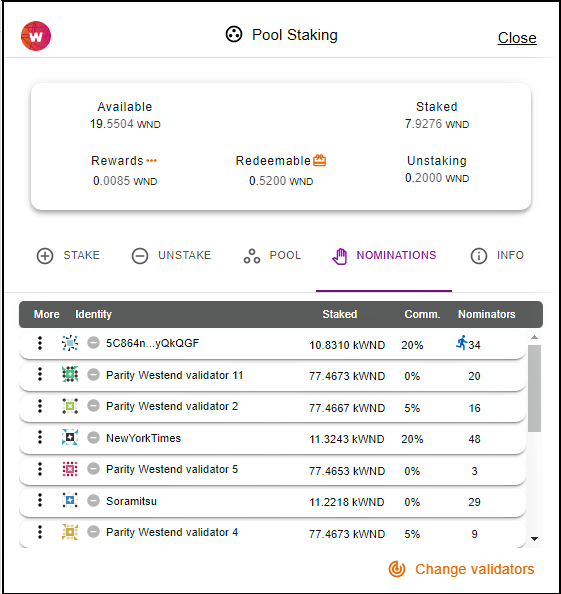 W
Pool Staking
Close
Available
19.5504 WND
Staked
7.9276 WND
Rewards
0.0085 WND
Redeemable
0.5200 WND
Unstaking
0.2000 WND
STAKE UNSTAKE POOL NOMINATIONS INFO
More Identity Staked Comm. Nominators
5C864n...yQkQGF 10.8310 kWND 20% 34
Parity Westend validator 11 77.4673 kWND 0% 20
Parity Westend validator 2 77.4667 kWND 5% 16
NewYorkTimes 11.3243 kWND 20% 48
Parity Westend validator 5 77.4653 kWND 0% 3
Soramitsu 11.2218 kWND 0% 29
Parity Westend validator 4 77.4673 kWND 5% 9
Change validators